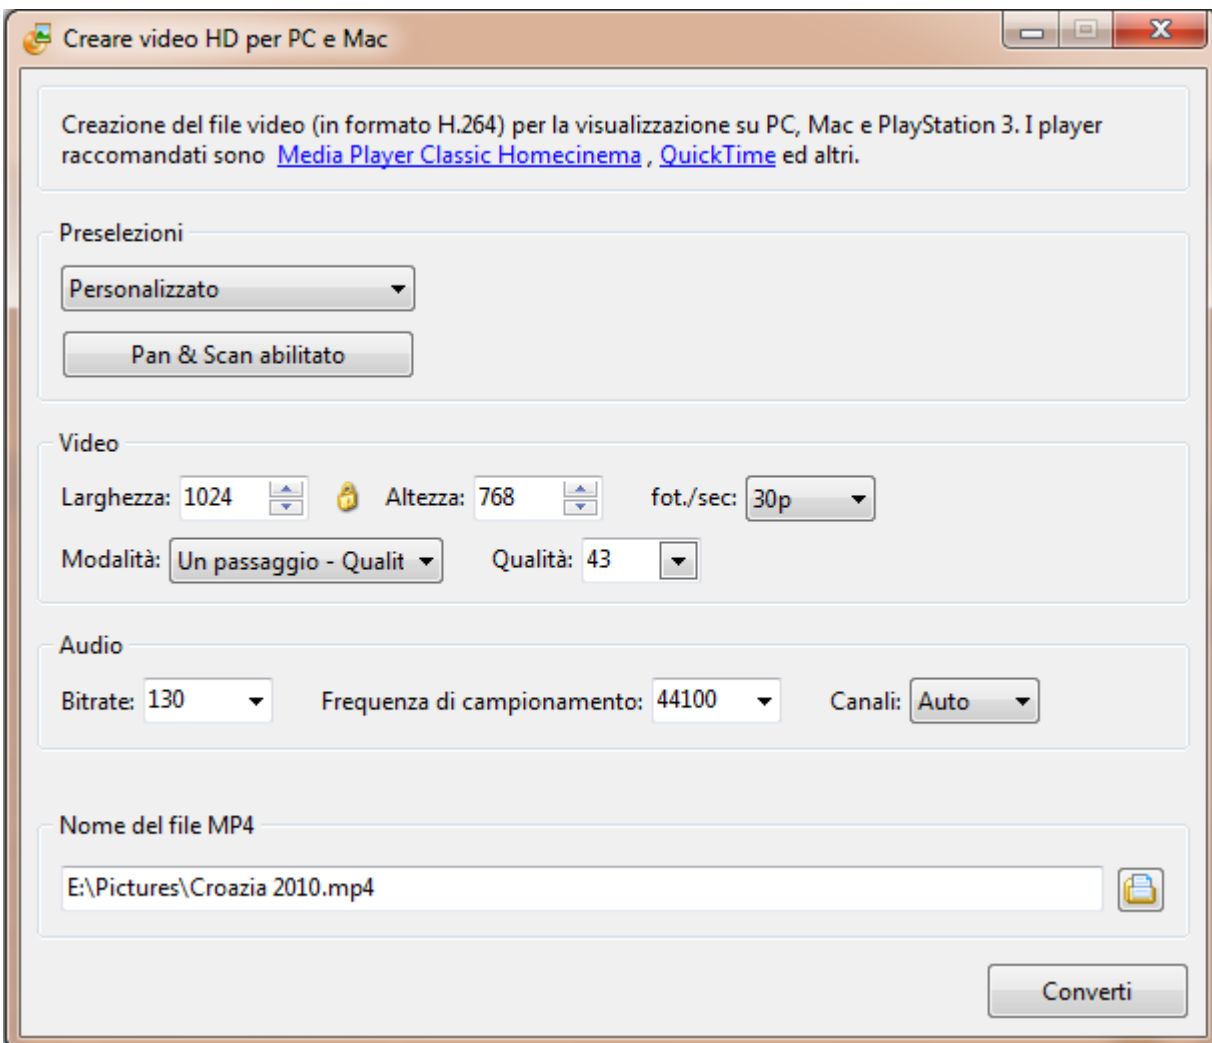 Creare video HD per PC e Mac
Creazione del file video (in formato H.264) per la visualizzazione su PC, Mac e PlayStation 3. I player
raccomandati sono Media Player Classic Homecinema , QuickTime ed altri.
Preselezioni
Personalizzato
Pan & Scan abilitato
Video
Larghezza: 1024 Altezza: 768 fot./sec: 30p
Modalità: Un passaggio - Qualit Qualità: 43
Audio
Bitrate: 130 Frequenza di campionamento: 44100 Canali: Auto
Nome del file MP4
E:\Pictures\Croazia 2010.mp4
Converti